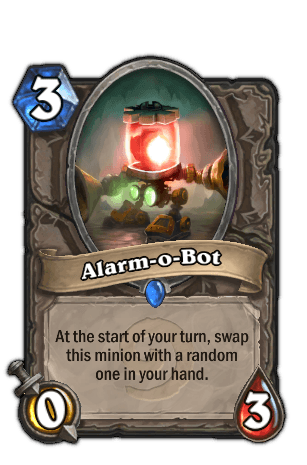 3
Alarm-o-Bot
At the start of your turn, swap
this minion with a random
one in your hand.
0
3